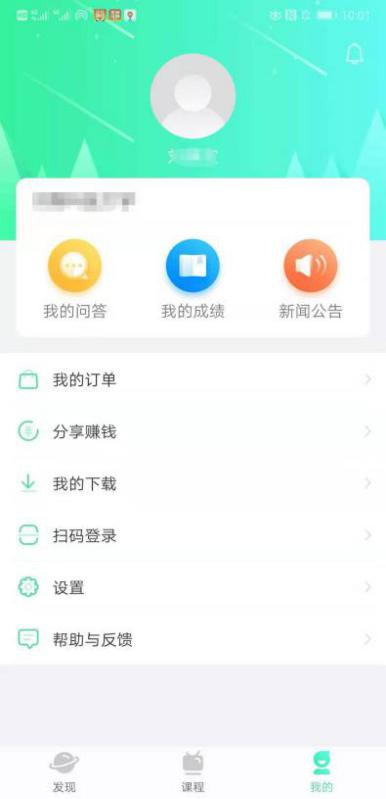 10:01
我的问答
我的成绩
新闻公告
我的订单
分享赚钱
我的下载
扫码登录
设置
帮助与反馈
发现
课程
我的